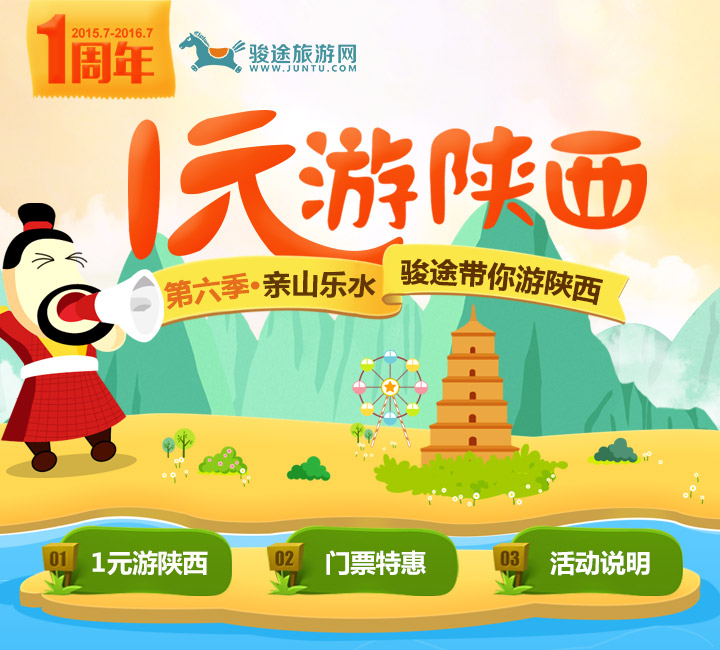 2015.7-2016.7
1周年
骏途旅游网
WWW.JUNTU.COM
1元游陕西
第六季·亲山乐水
骏途带你游陕西
01 1元游陕西
02 门票特惠
03 活动说明